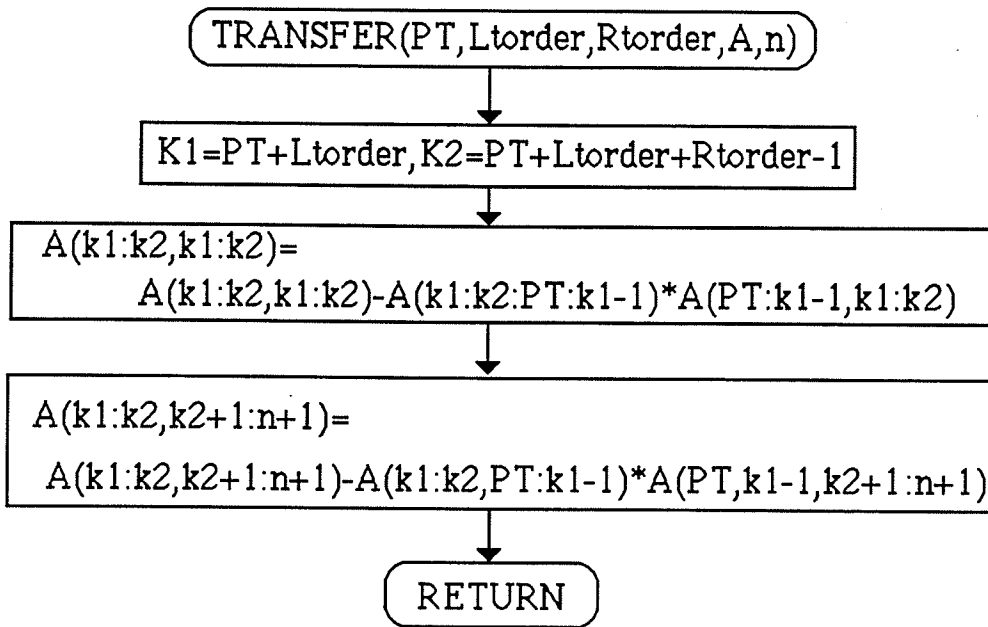 TRANSFER(PT,Ltorder,Rtorder,A,n)
K1=PT+Ltorder,K2=PT+Ltorder+Rtorder-1
A(k1:k2,k1:k2)=
A(k1:k2,k1:k2)-A(k1:k2:PT:k1-1)*A(PT:k1-1,k1:k2)
A(k1:k2,k2+1:n+1)=
A(k1:k2,k2+1:n+1)-A(k1:k2,PT:k1-1)*A(PT,k1-1,k2+1:n+1)
RETURN